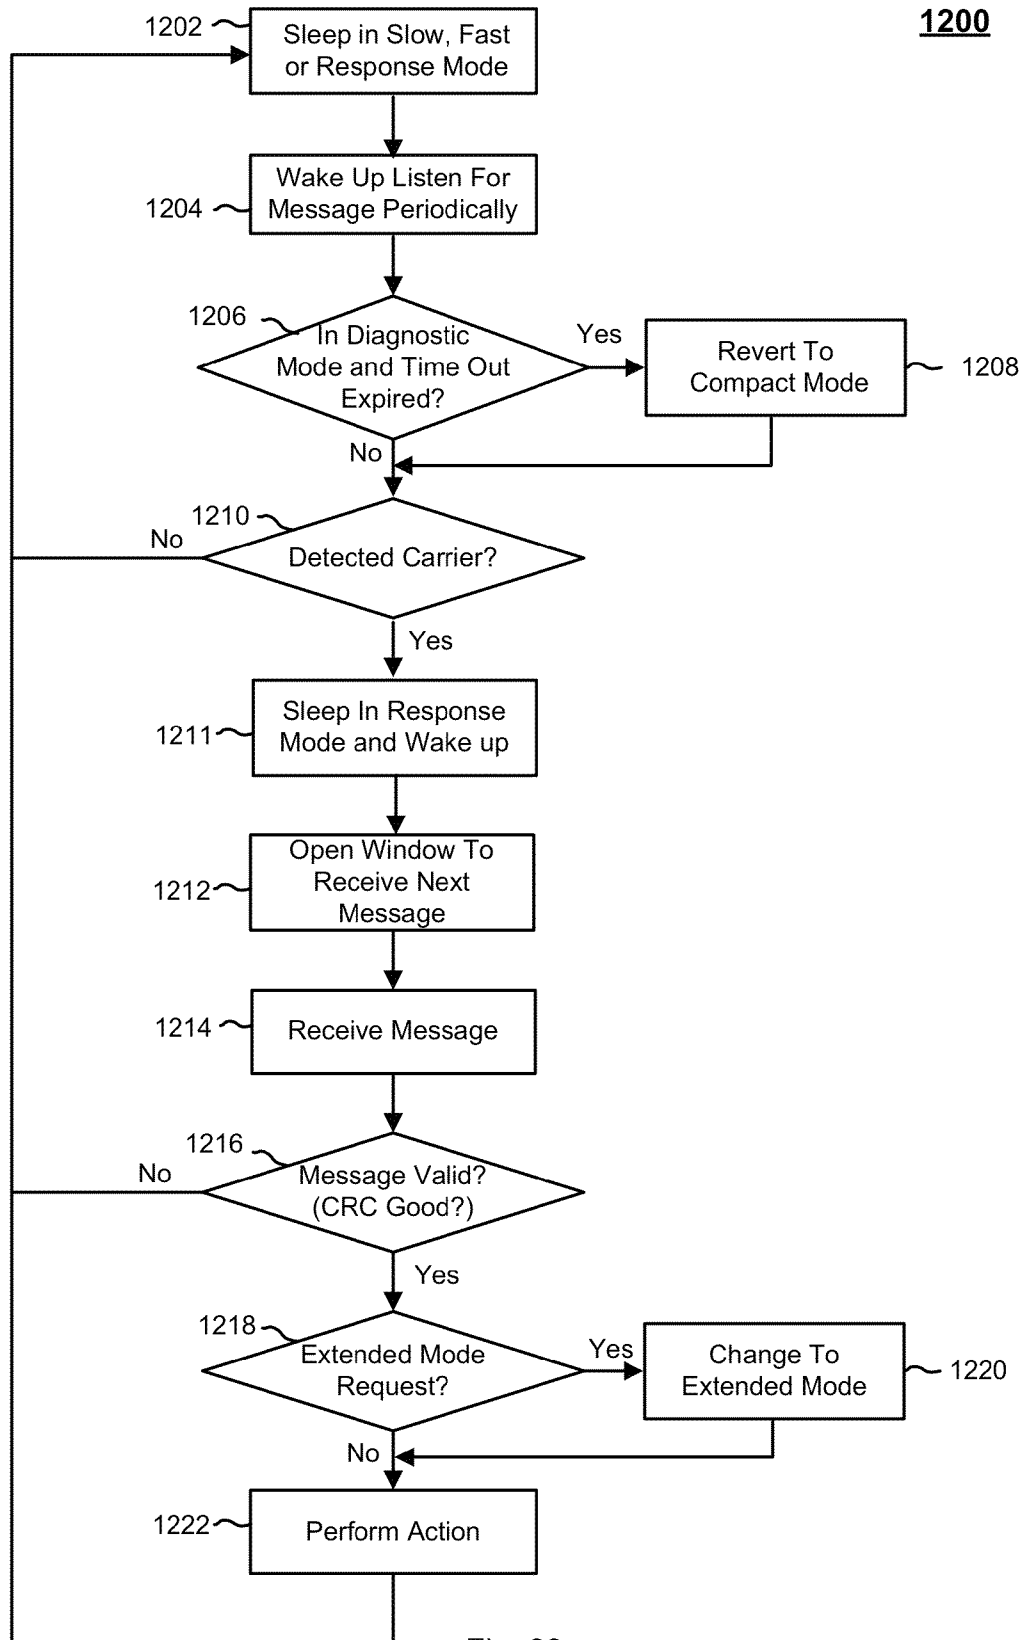 1200
1202
Sleep in Slow, Fast
or Response Mode
1204
Wake Up Listen For
Message Periodically
1206
In Diagnostic
Mode and Time Out
Expired?
Yes
Revert To
Compact Mode
1208
No
1210
No
Detected Carrier?
Yes
1211
Sleep In Response
Mode and Wake up
1212
Open Window To
Receive Next
Message
1214
Receive Message
1216
No
Message Valid?
(CRC Good?)
Yes
1218
Extended Mode
Request?
Yes
Change To
Extended Mode
1220
No
1222
Perform Action